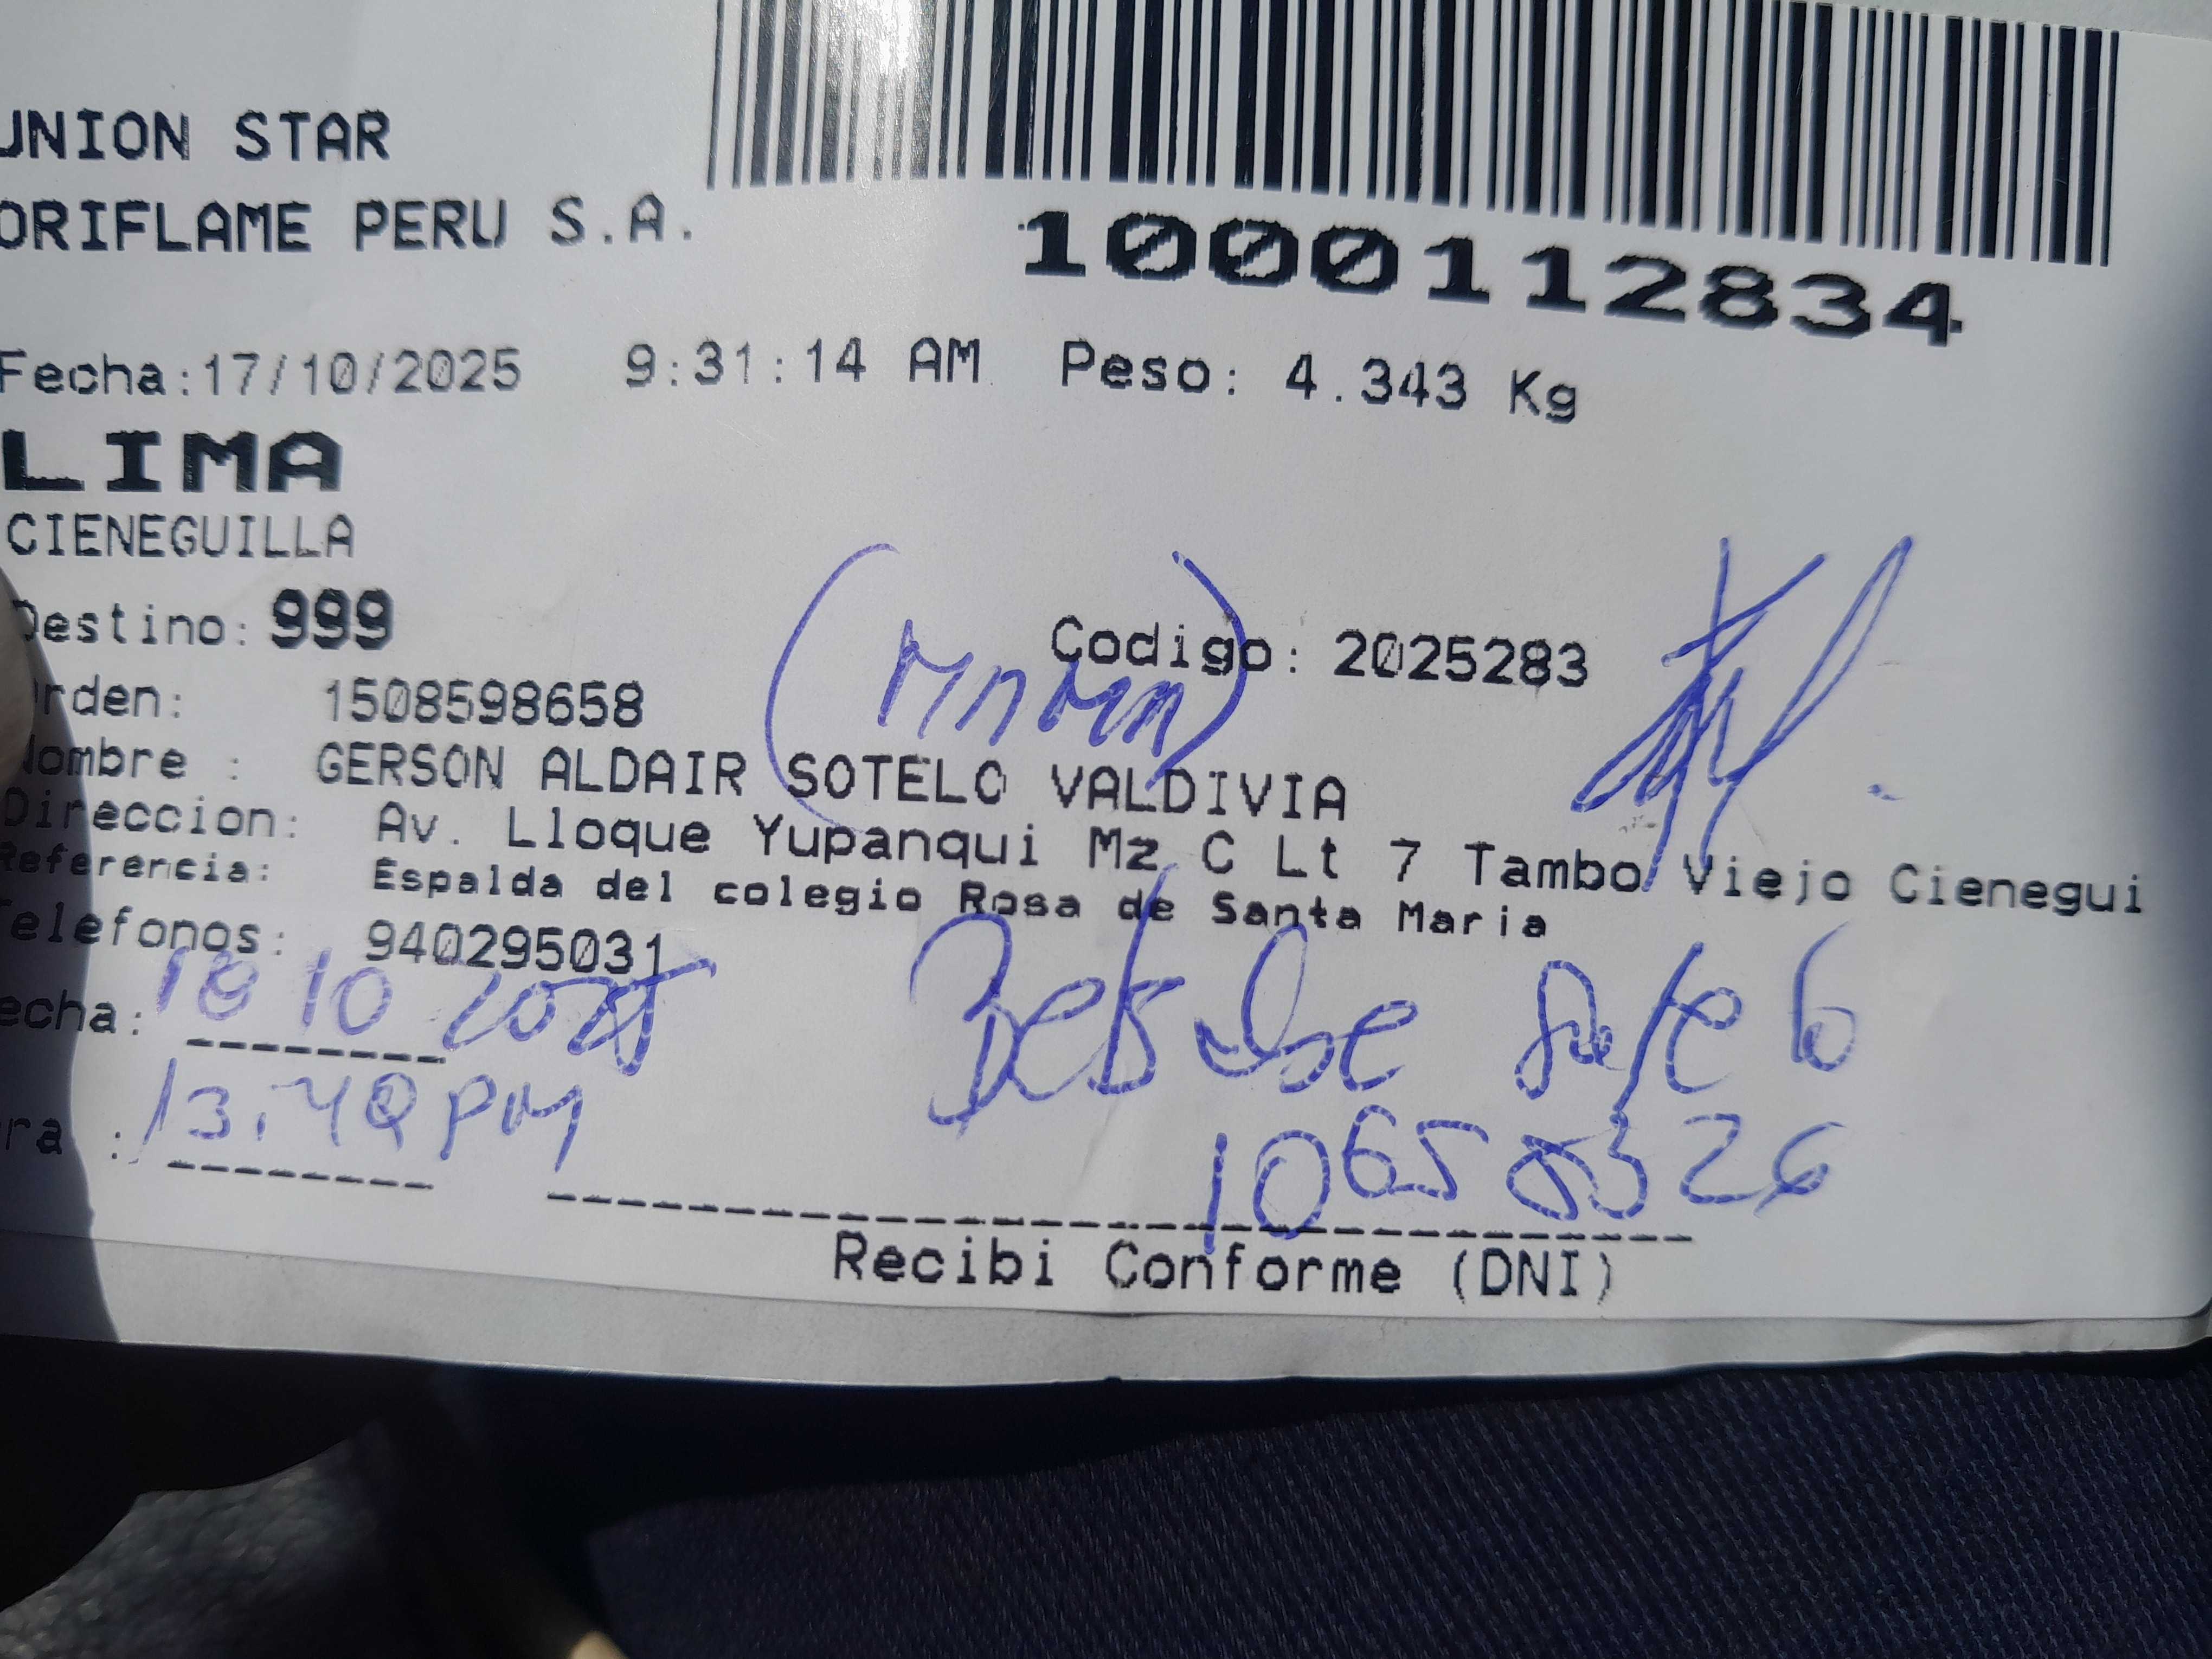 UNION STAR
ORIFLAME PERU S.A.
1000112834
Fecha:17/10/2025 9:31:14 AM Peso: 4.343 Kg
LIMA
CIENEGUILLA
Destino: 999
Codigo: 2025283
rden: 1508598658
Nombre : GERSON ALDAIR SOTELO VALDIVIA
Direccion: Av. Lloque Yupanqui Mz C Lt 7 Tambo Viejo Cienegui
Referencia: Espalda del colegio Rosa de Santa Maria
Telefonos: 940295031
echa: 18 10 2025
ra : 13:40 PM
Recibi Conforme (DNI)